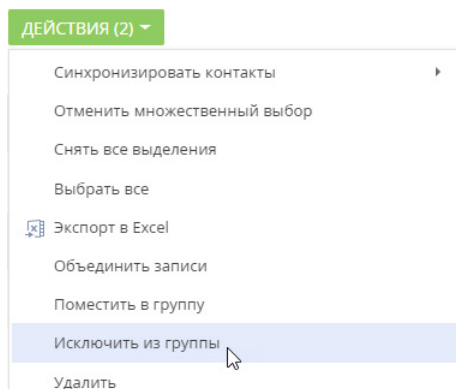 ДЕЙСТВИЯ (2)
Синхронизировать контакты
Отменить множественный выбор
Снять все выделения
Выбрать все
Экспорт в Excel
Объединить записи
Поместить в группу
Исключить из группы
Удалить